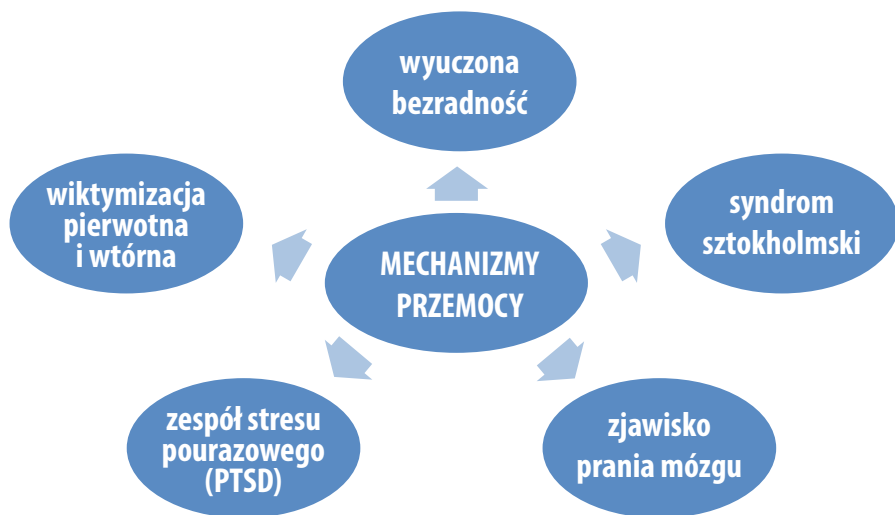 wyuczona
bezradność
wiktymizacja
pierwotna
i wtórna
syndrom
sztokholmski
MECHANIZMY
PRZEMOCY
zespół stresu
pourazowego
(PTSD)
zjawisko
prania mózgu